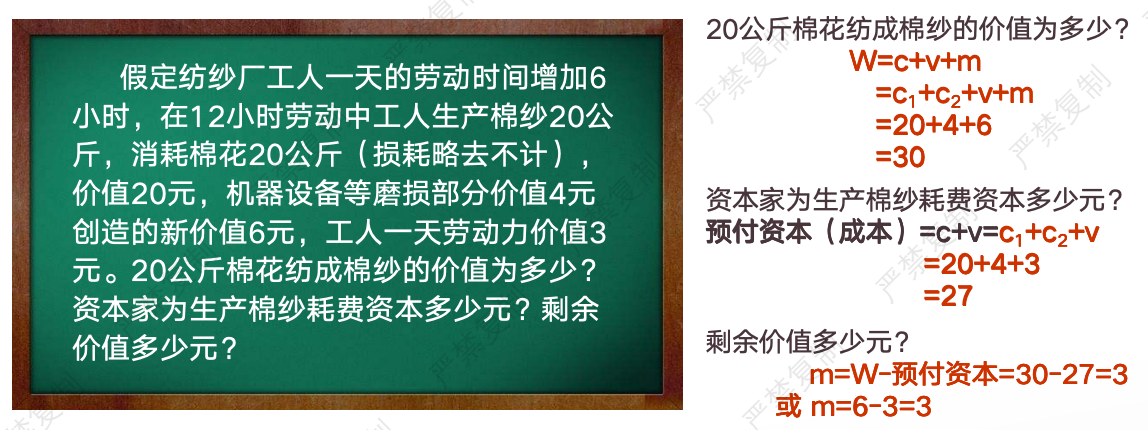 假定纺纱厂工人一天的劳动时间增加6
小时，在12小时劳动中工人生产棉纱20公
斤，消耗棉花20公斤（损耗略去不计），
价值20元，机器设备等磨损部分价值4元
创造的新价值6元，工人一天劳动力价值3
元。20公斤棉花纺成棉纱的价值为多少？
资本家为生产棉纱耗费资本多少元？剩余
价值多少元？
20公斤棉花纺成棉纱的价值为多少？
W=c+v+m
=c₁+c₂+v+m
=20+4+6
=30
资本家为生产棉纱耗费资本多少元？
预付资本（成本）=c+v=c₁+c₂+v
=20+4+3
=27
剩余价值多少元？
m=W-预付资本=30-27=3
或 m=6-3=3
严禁复制
严禁复制
严禁复制
严禁复制
严禁复制
严禁复制